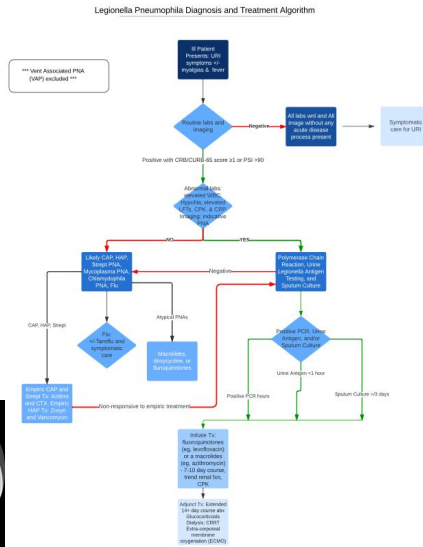 Legionella Pneumophila Diagnosis and Treatment Algorithm
*** Vent Associated PNA
(VAP) excluded ***
Ill Patient
Presents: URI
symptoms +/-
myalgias & fever
Routine labs and
imaging
Negative
All labs wnl and All
image without any
acute disease
process present
Symptomatic
care for URI
Positive with CRB/CURB-65 score ≥1 or PSI >90
Abnormal labs:
elevated WBC,
HypoNa, elevated
LFTs, CPK, & CRP
Imaging: indicative
PNA
NO
YES
Likely CAP, HAP,
Strept PNA,
Mycoplasma PNA,
Chlamydphila
PNA, Flu
Negative
Polymerase Chain
Reaction, Urine
Legionella Antigen
Testing, and
Sputum Culture
CAP, HAP, Strept
Atypical PNAs
Flu:
+/-Tamiflu and
symptomatic
care
Macrolides,
doxycycline, or
fluroquinolones
Positive PCR, Urine
Antigen, and/or
Sputum Culture
Urine Antigen <1 hour
Positive PCR hours
Sputum Culture >/3 days
Empiric CAP and
Strept Tx: Azithro
and CTX. Empiric
HAP Tx: Zosyn
and Vancomycin
Non-responsive to empiric treatment
Initiate Tx:
fluoroquinolones
(eg, levofloxacin) or
a macrolides
(eg, azithromycin)
- 7-10 day course,
trend renal fxn,
CPK
Adjunct Tx: Extended
14+ day course abx
Glucocorticoids
Dialysis: CRRT
Extra-corporeal
membrane
oxygenation (ECMO)